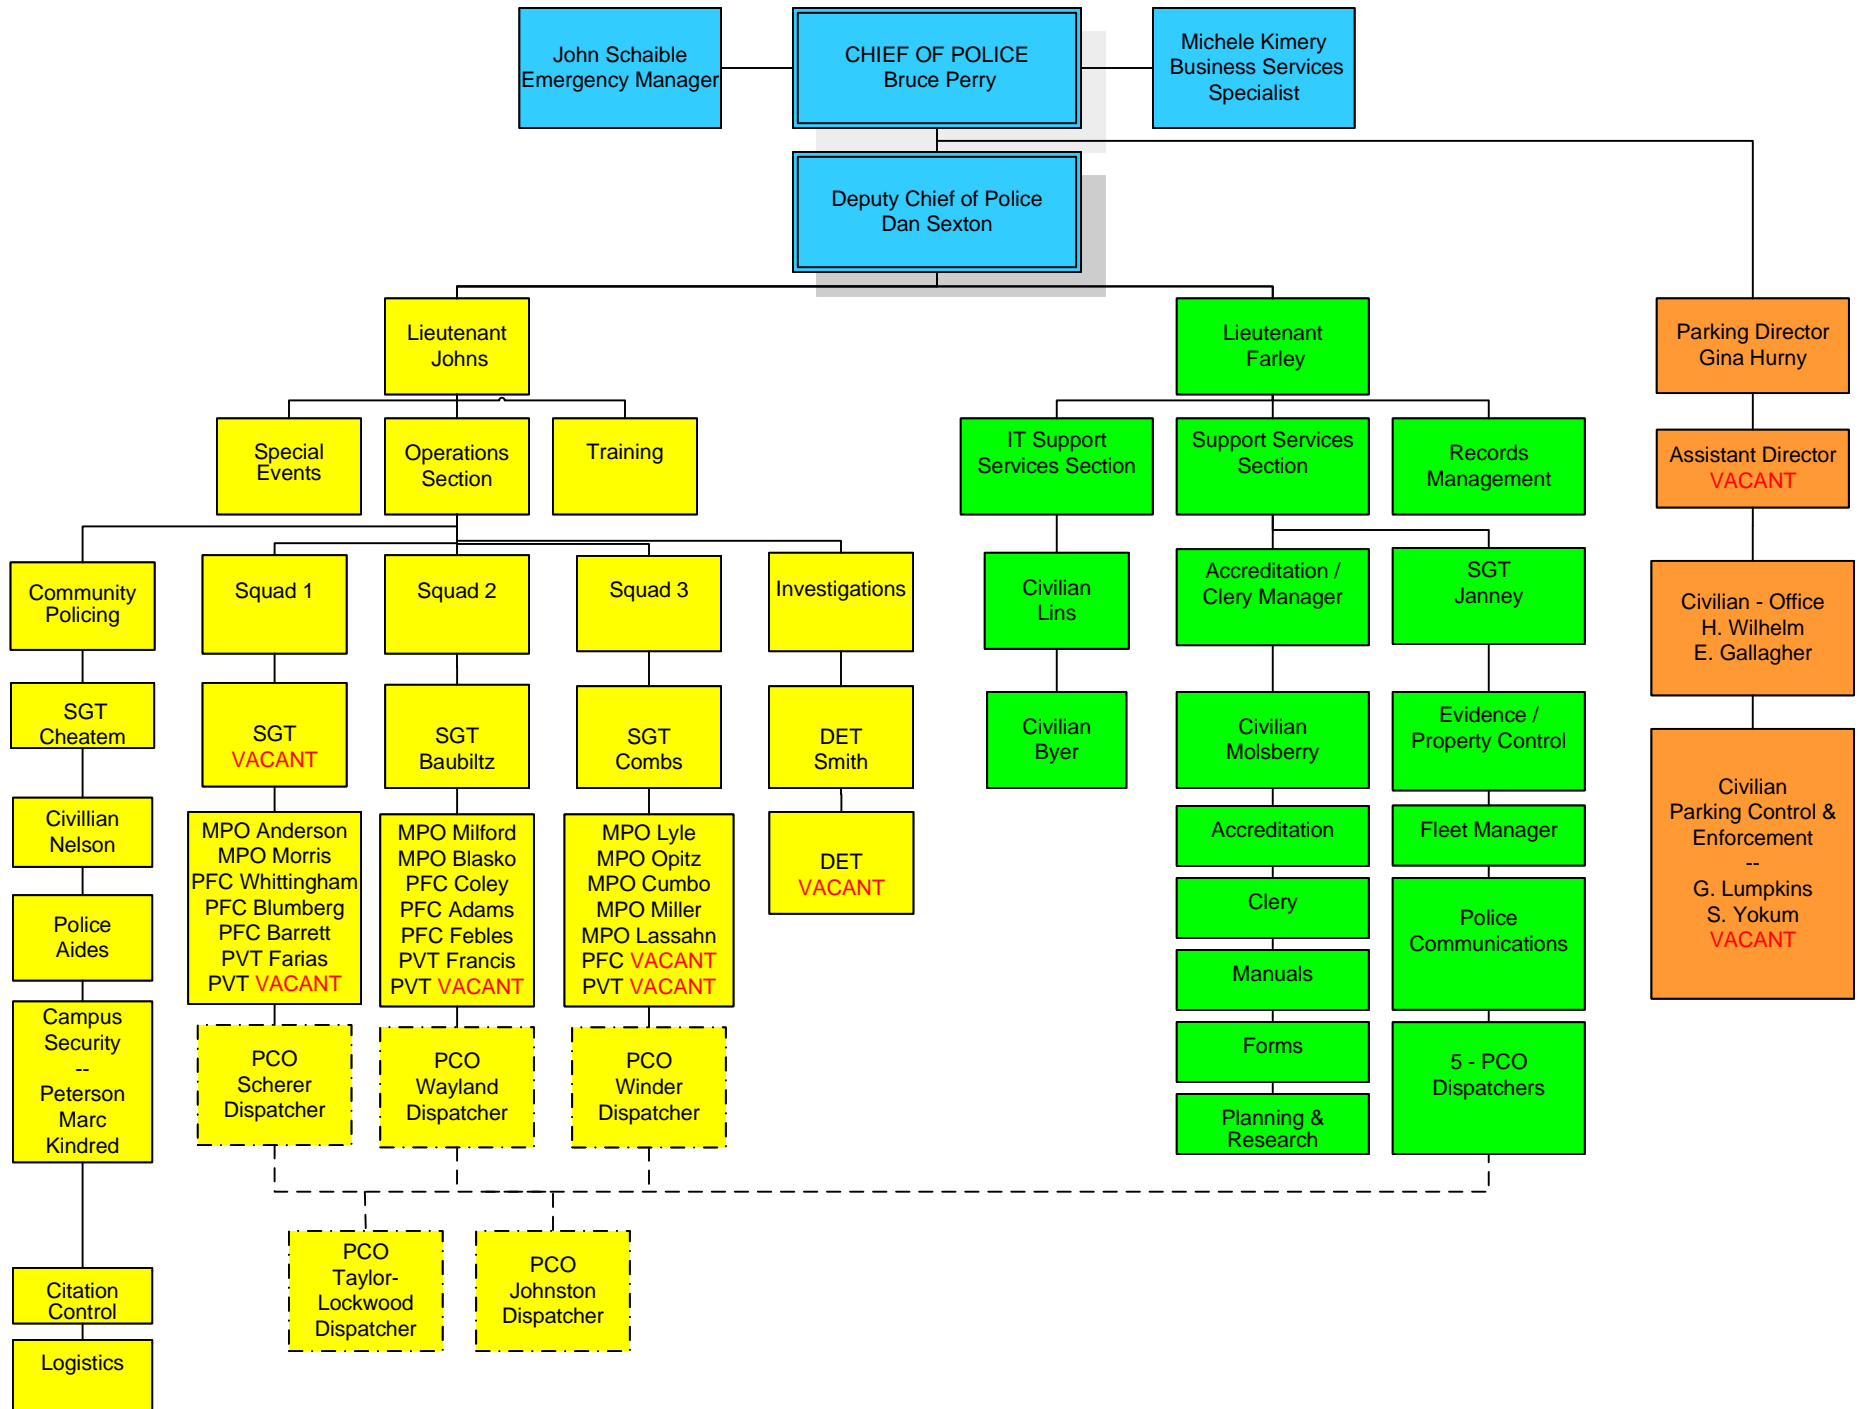 John Schaible
Emergency Manager
CHIEF OF POLICE
Bruce Perry
Michele Kimery
Business Services
Specialist
Deputy Chief of Police
Dan Sexton
Lieutenant
Johns
Lieutenant
Farley
Parking Director
Gina Hurny
Special
Events
Operations
Section
Training
IT Support
Services Section
Support Services
Section
Records
Management
Assistant Director
VACANT
Community
Policing
Squad 1
Squad 2
Squad 3
Investigations
Civilian
Lins
Accreditation /
Clery Manager
SGT
Janney
Civilian - Office
H. Wilhelm
E. Gallagher
SGT
Cheatem
SGT
VACANT
SGT
Baubiltz
SGT
Combs
DET
Smith
Civilian
Byer
Civilian
Molsberry
Evidence /
Property Control
Civilian
Parking Control &
Enforcement
--
G. Lumpkins
S. Yokum
VACANT
Civillian
Nelson
MPO Anderson
MPO Morris
PFC Whittingham
PFC Blumberg
PFC Barrett
PVT Farias
PVT VACANT
MPO Milford
MPO Blasko
PFC Coley
PFC Adams
PFC Febles
PVT Francis
PVT VACANT
MPO Lyle
MPO Opitz
MPO Cumbo
MPO Miller
MPO Lassahn
PFC VACANT
PVT VACANT
DET
VACANT
Accreditation
Fleet Manager
Police
Aides
Clery
Police
Communications
Manuals
Campus
Security
--
Peterson
Marc
Kindred
PCO
Scherer
Dispatcher
PCO
Wayland
Dispatcher
PCO
Winder
Dispatcher
Forms
5 - PCO
Dispatchers
Planning &
Research
PCO
Taylor-
Lockwood
Dispatcher
PCO
Johnston
Dispatcher
Citation
Control
Logistics